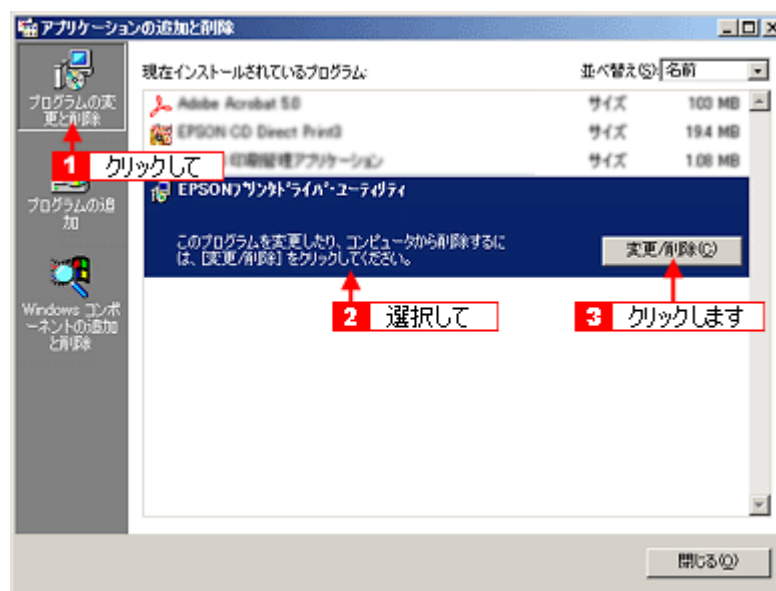 アプリケーションの追加と削除
プログラムの変
更と削除
現在インストールされているプログラム:
並べ替え(S):
名前
Adobe Acrobat 5.0
サイズ
103 MB
EPSON CD Direct Print3
サイズ
19.4 MB
印刷管理アプリケーション
サイズ
1.08 MB
1 クリックして
プログラムの追
加
EPSONプリンタドライバ・ユーティリティ
このプログラムを変更したり、コンピュータから削除するに
は、[変更/削除] をクリックしてください。
変更/削除(C)
2 選択して
3 クリックします
Windows コンポ
ーネントの追加
と削除
閉じる(O)